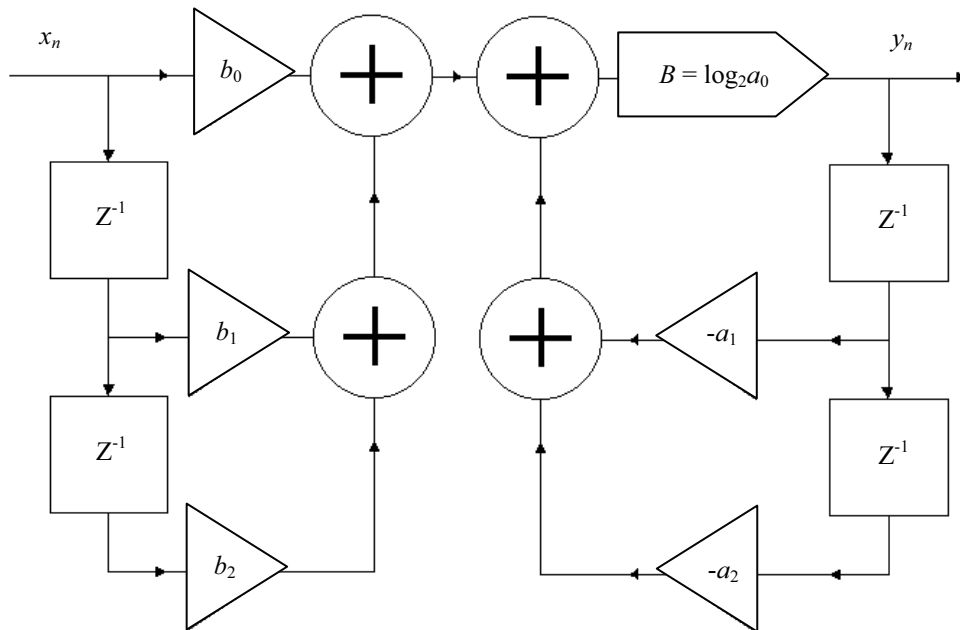 xₙ
yₙ
b₀
B = log₂a₀
Z⁻¹
Z⁻¹
b₁
-a₁
Z⁻¹
Z⁻¹
b₂
-a₂